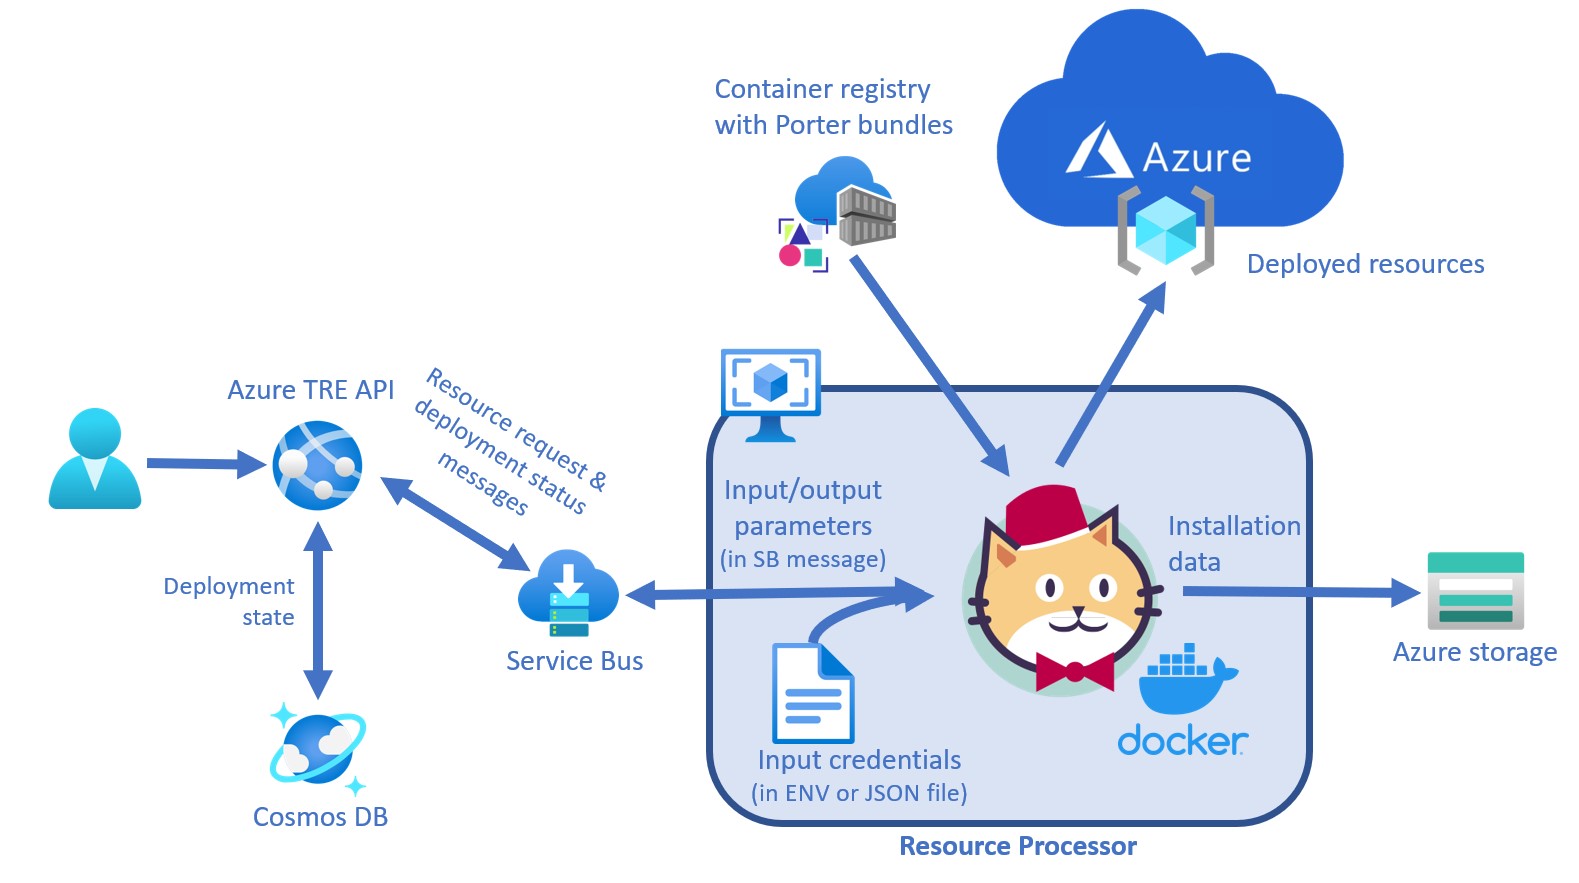 Container registry
with Porter bundles
Azure
Deployed resources
Azure TRE API
Resource request &
deployment status
messages
Input/output
parameters
(in SB message)
Installation
data
Deployment
state
Service Bus
Azure storage
docker
Input credentials
(in ENV or JSON file)
Cosmos DB
Resource Processor